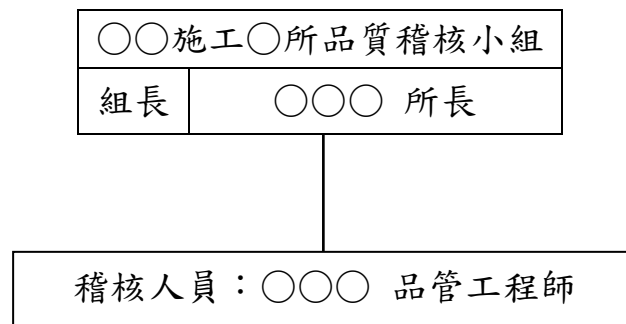 ○○施工○所品質稽核小組
組長 ○○○ 所長
稽核人員：○○○ 品管工程師